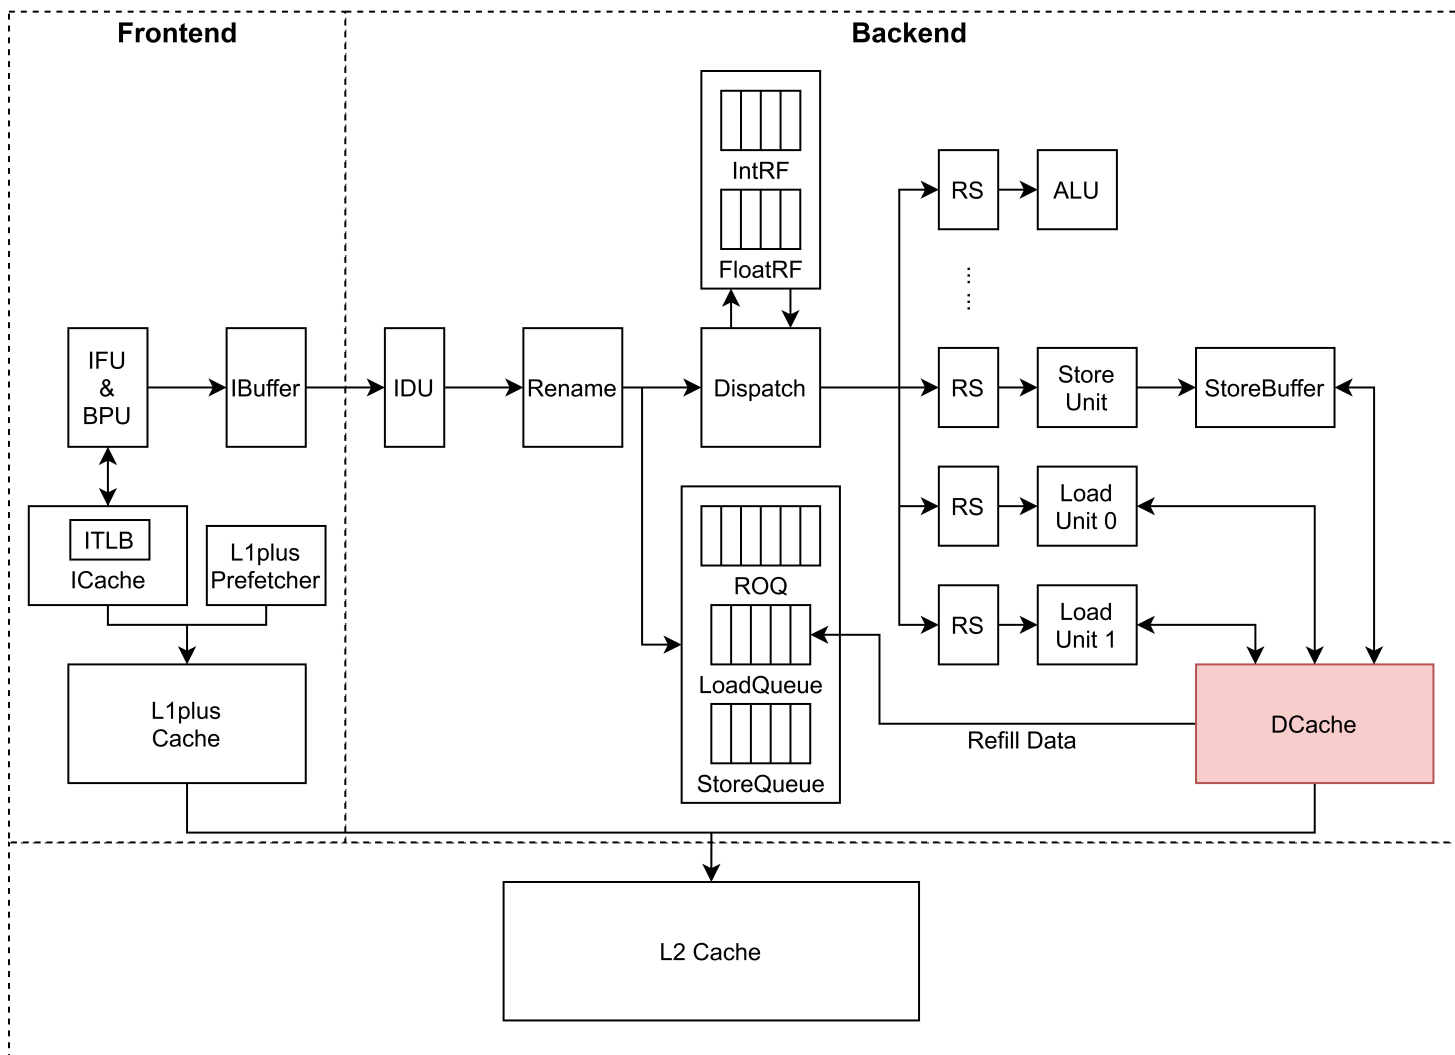 Frontend
Backend
IntRF
FloatRF
RS
ALU
IFU
&
BPU
IBuffer
IDU
Rename
Dispatch
RS
Store
Unit
StoreBuffer
ITLB
ICache
L1plus
Prefetcher
ROQ
RS
Load
Unit 0
LoadQueue
RS
Load
Unit 1
L1plus
Cache
StoreQueue
Refill Data
DCache
L2 Cache